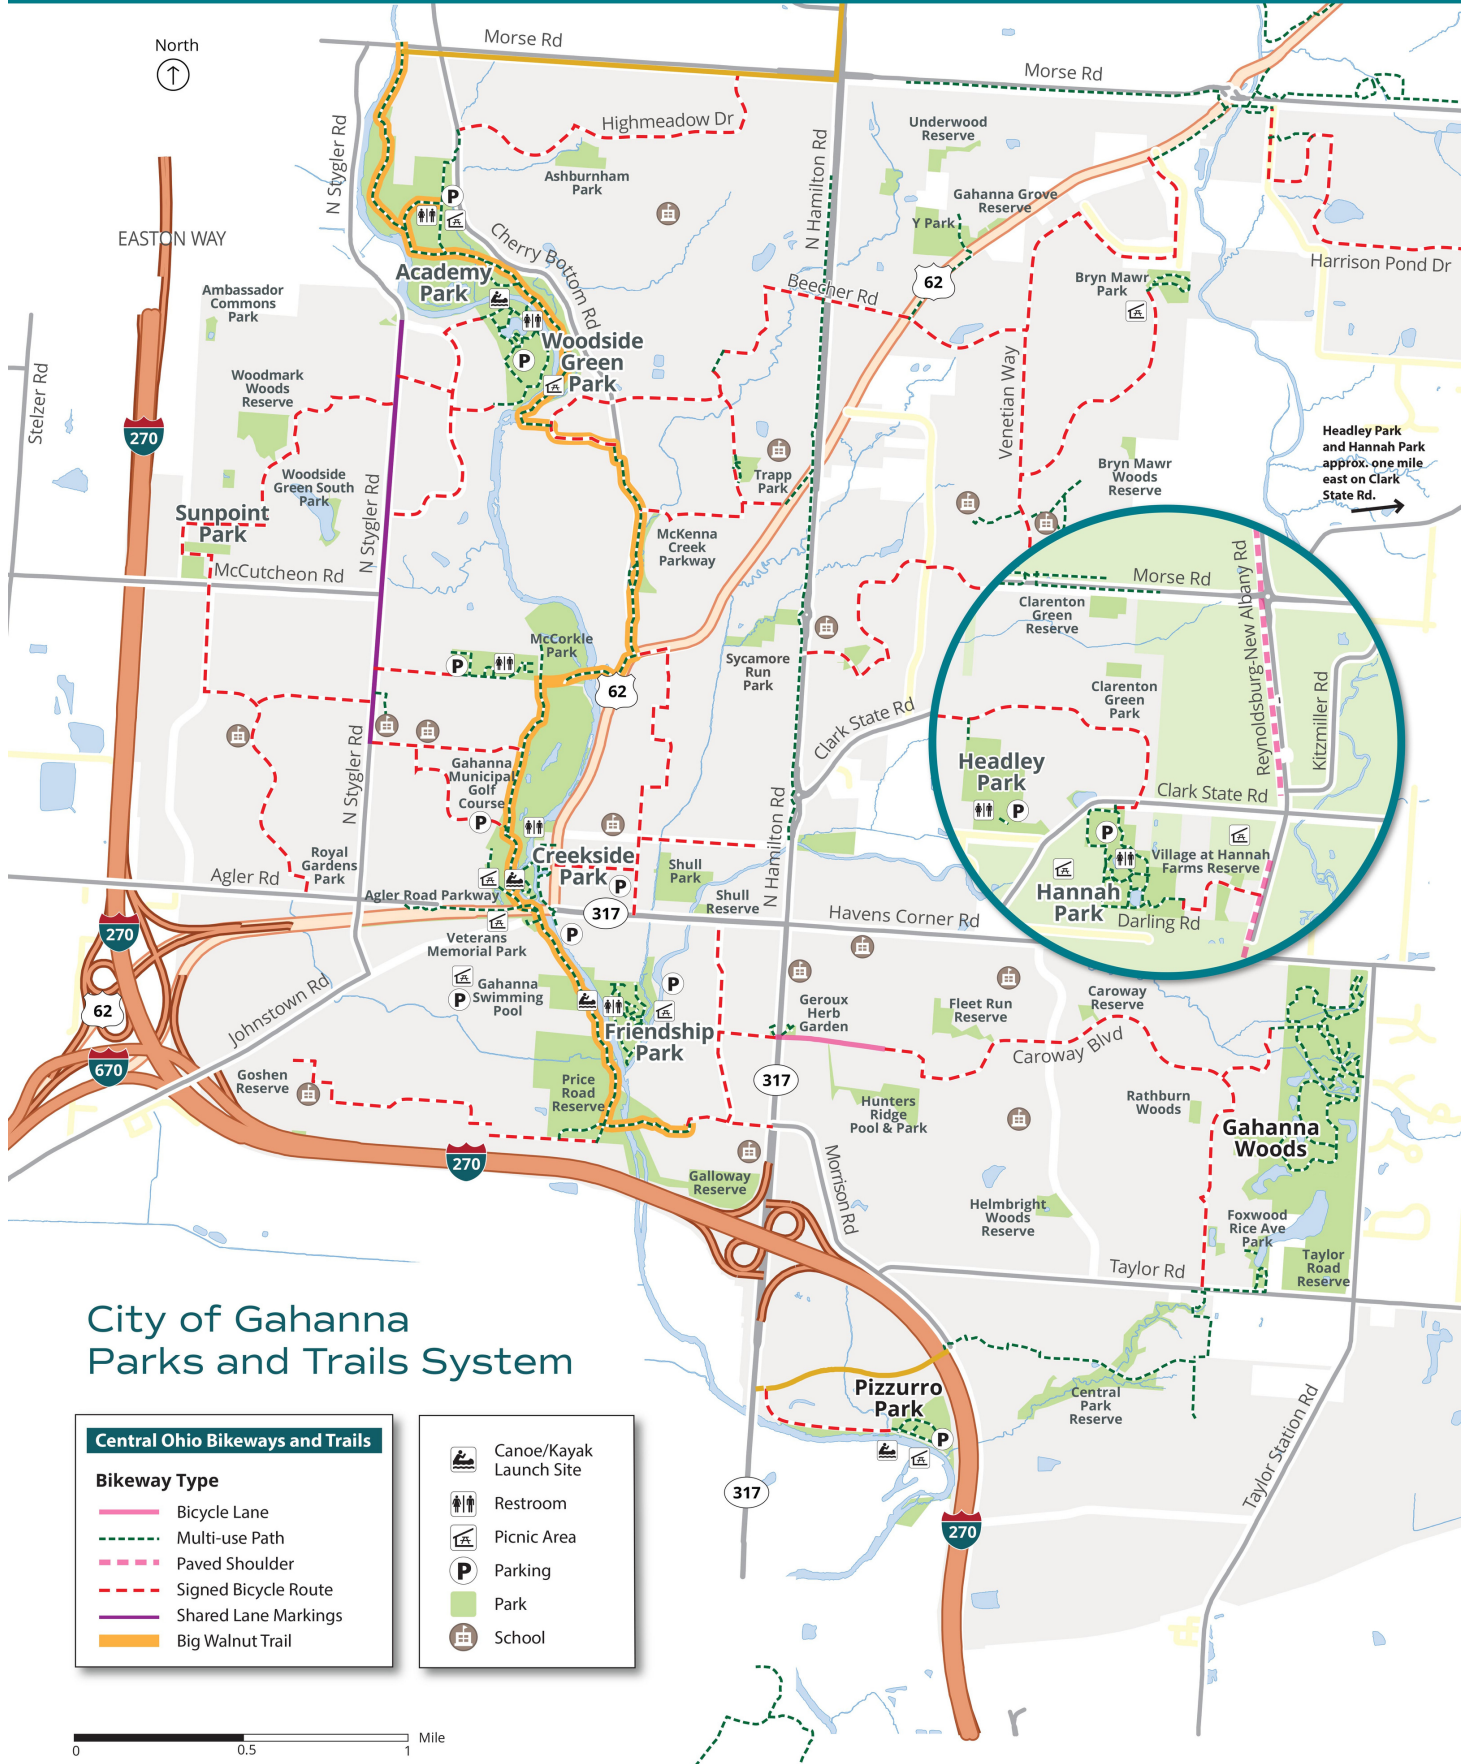 North
Morse Rd
Morse Rd
N Stygler Rd
Highmeadow Dr
Ashburnham
Park
N Hamilton Rd
Underwood
Reserve
Gahanna Grove
Reserve
Y Park
EASTON WAY
Cherry Bottom Rd
Academy
Park
Beecher Rd
62
Bryn Mawr
Park
Harrison Pond Dr
Ambassador
Commons
Park
Woodside
Green
Park
Stelzer Rd
Woodmark
Woods
Reserve
Venetian Way
270
Headley Park
and Hannah Park
approx. one mile
east on Clark
State Rd.
Woodside
Green South
Park
Trapp
Park
Bryn Mawr
Woods
Reserve
Sunpoint
Park
N Stygler Rd
McKenna
Creek
Parkway
McCutcheon Rd
Morse Rd
Reynoldsburg-New Albany Rd
Clarenton
Green
Reserve
McCorkle
Park
Sycamore
Run
Park
62
Clarenton
Green
Park
Kitzmiller Rd
Clark State Rd
N Stygler Rd
Headley
Park
Gahanna
Municipal
Golf
Course
Clark State Rd
N Hamilton Rd
Royal
Gardens
Park
Creekside
Park
Shull
Park
Village at Hannah
Farms Reserve
Agler Rd
Agler Road Parkway
Shull
Reserve
Hannah
Park
317
Havens Corner Rd
Darling Rd
270
Veterans
Memorial Park
Gahanna
Swimming
Pool
Geroux
Herb
Garden
Fleet Run
Reserve
Caroway
Reserve
62
Johnstown Rd
Friendship
Park
Caroway Blvd
670
Goshen
Reserve
Price
Road
Reserve
317
Hunters
Ridge
Pool & Park
Rathburn
Woods
Gahanna
Woods
270
Galloway
Reserve
Morrison Rd
Helmbright
Woods
Reserve
Foxwood
Rice Ave
Park
Taylor
Road
Reserve
Taylor Rd
City of Gahanna
Parks and Trails System
Pizzurro
Park
Central
Park
Reserve
Taylor Station Rd
317
270
Central Ohio Bikeways and Trails
Bikeway Type
Bicycle Lane
Multi-use Path
Paved Shoulder
Signed Bicycle Route
Shared Lane Markings
Big Walnut Trail
Canoe/Kayak
Launch Site
Restroom
Picnic Area
P Parking
Park
School
r
0 0.5 1 Mile